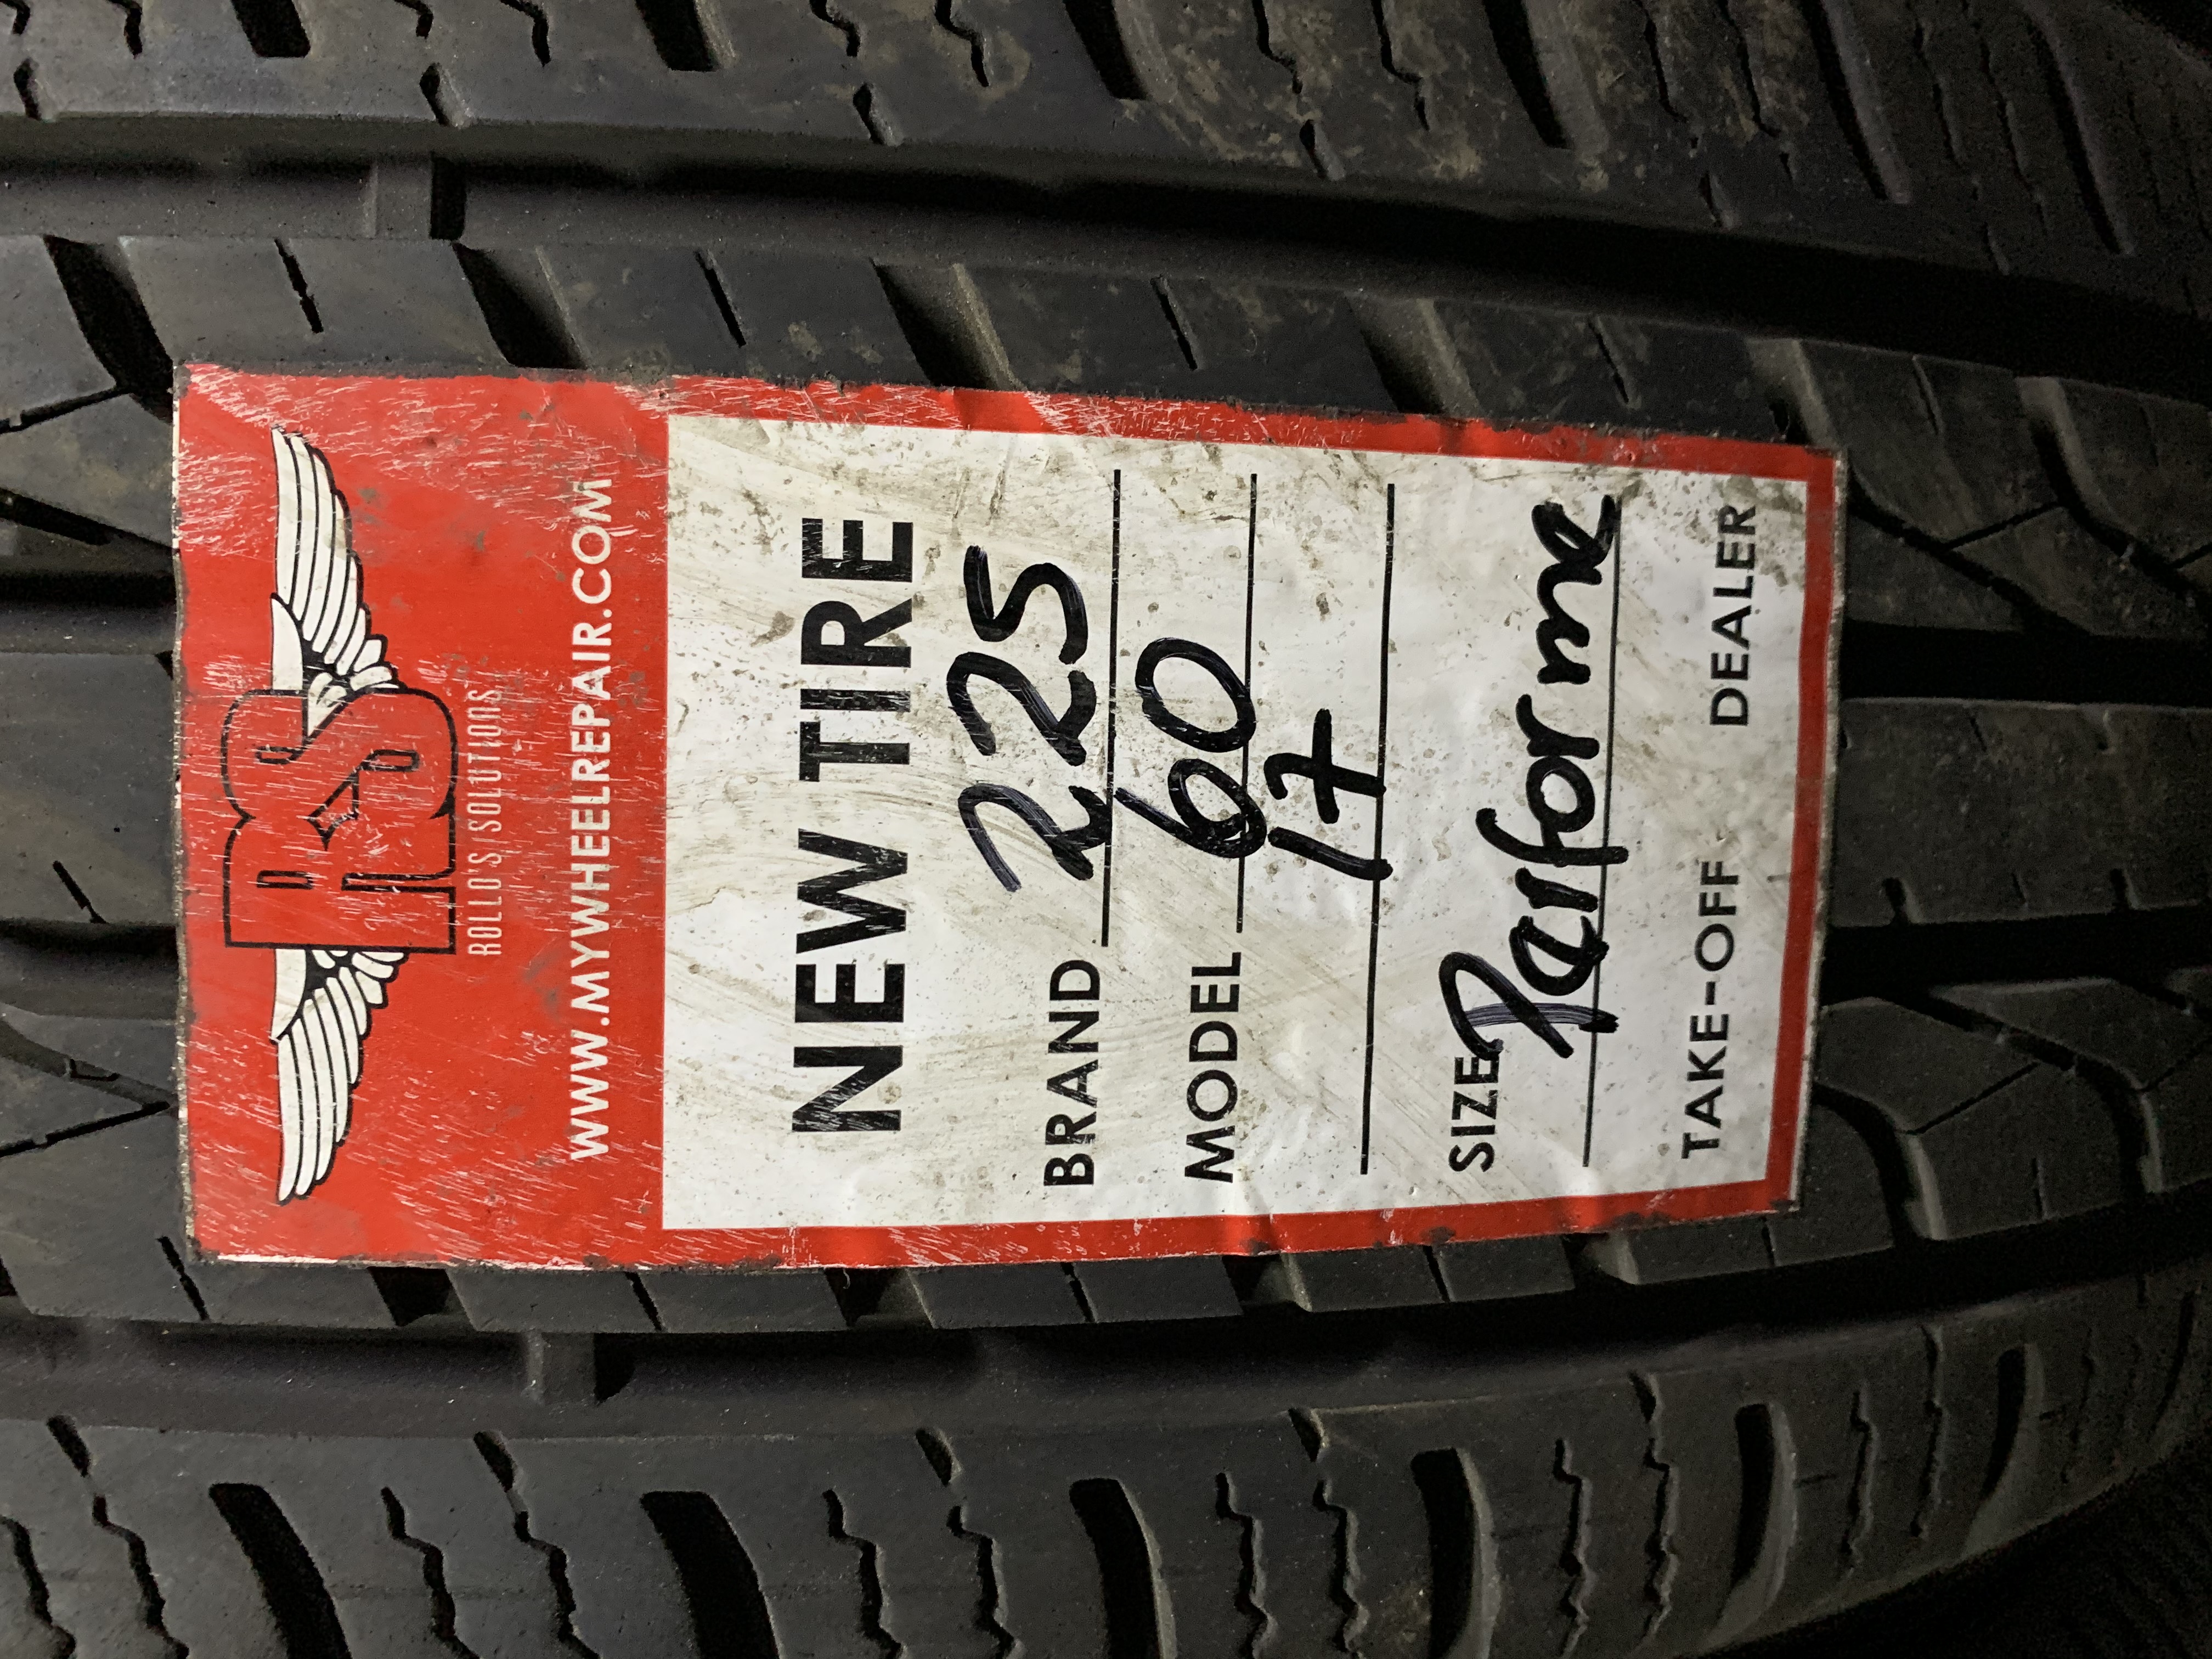 RS
ROLLO'S SOLUTIONS
WWW.MYWHEELREPAIR.COM
NEW TIRE
BRAND 225
MODEL 60
17
SIZE Performe
TAKE-OFF DEALER